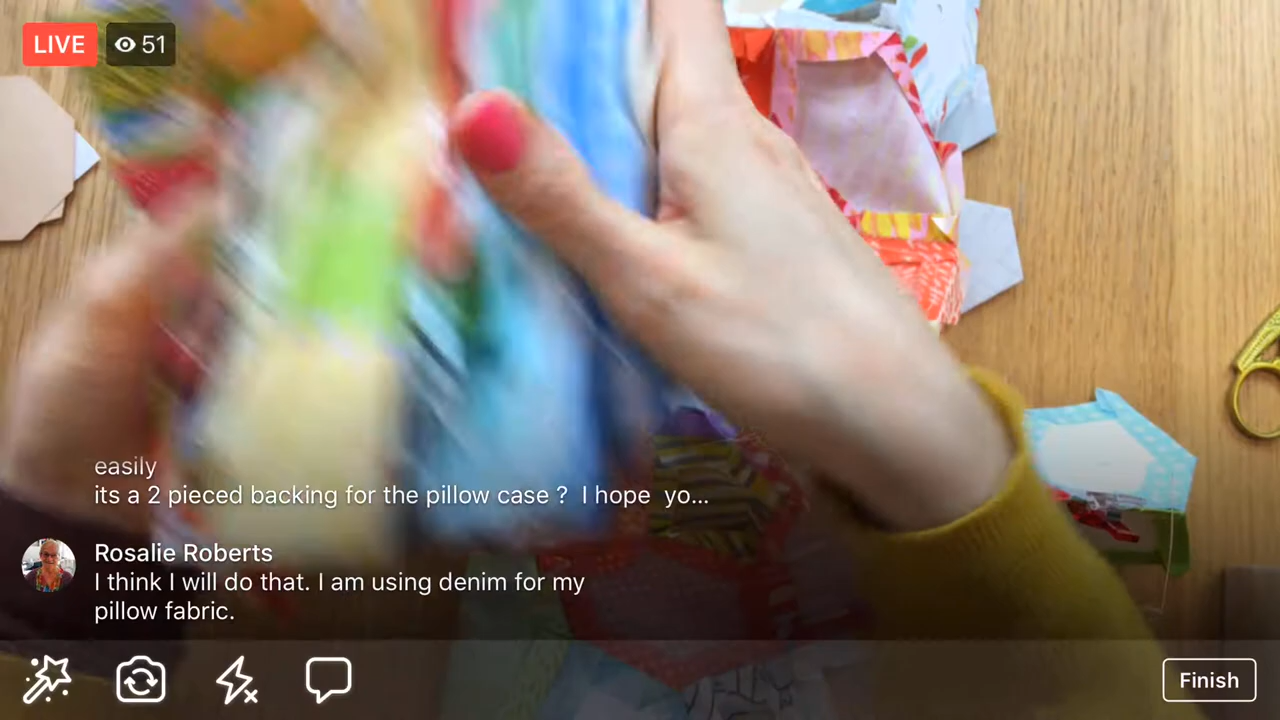 LIVE
51
easily
its a 2 pieced backing for the pillow case ? I hope yo...
Rosalie Roberts
I think I will do that. I am using denim for my
pillow fabric.
Finish